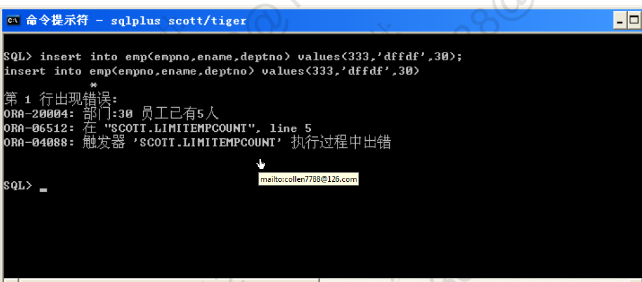 命令提示符 - sqlplus scott/tiger
SQL> insert into emp(empno,ename,deptno) values(333,'dffdf',30);
insert into emp(empno,ename,deptno) values(333,'dffdf',30)
*
第 1 行出现错误:
ORA-20004: 部门:30 员工已有5人
ORA-06512: 在 "SCOTT.LIMITEMPCOUNT", line 5
ORA-04088: 触发器 'SCOTT.LIMITEMPCOUNT' 执行过程中出错
mailto:collen7788@126.com
SQL>